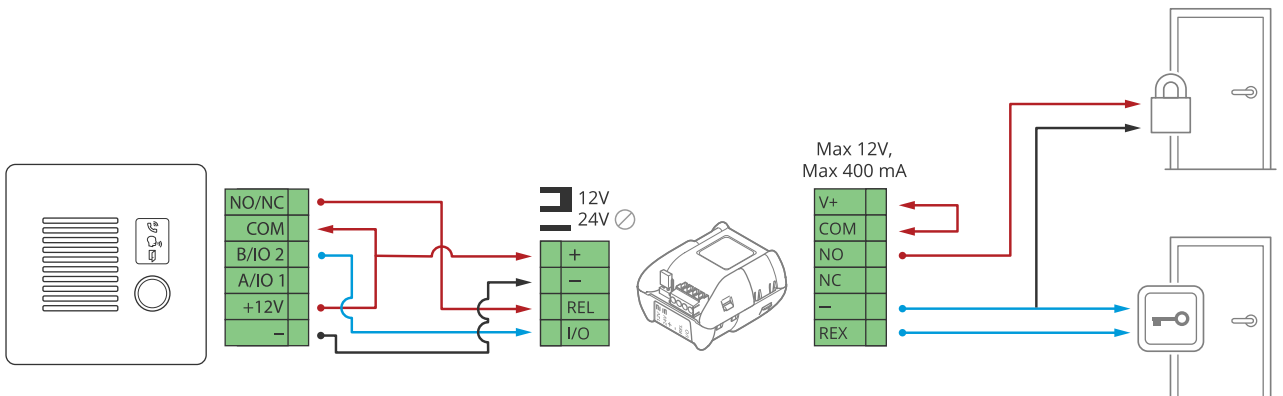 NO/NC
COM
B/IO 2
A/IO 1
+12V
–
12V
24V
+
–
REL
I/O
Max 12V,
Max 400 mA
V+
COM
NO
NC
–
REX